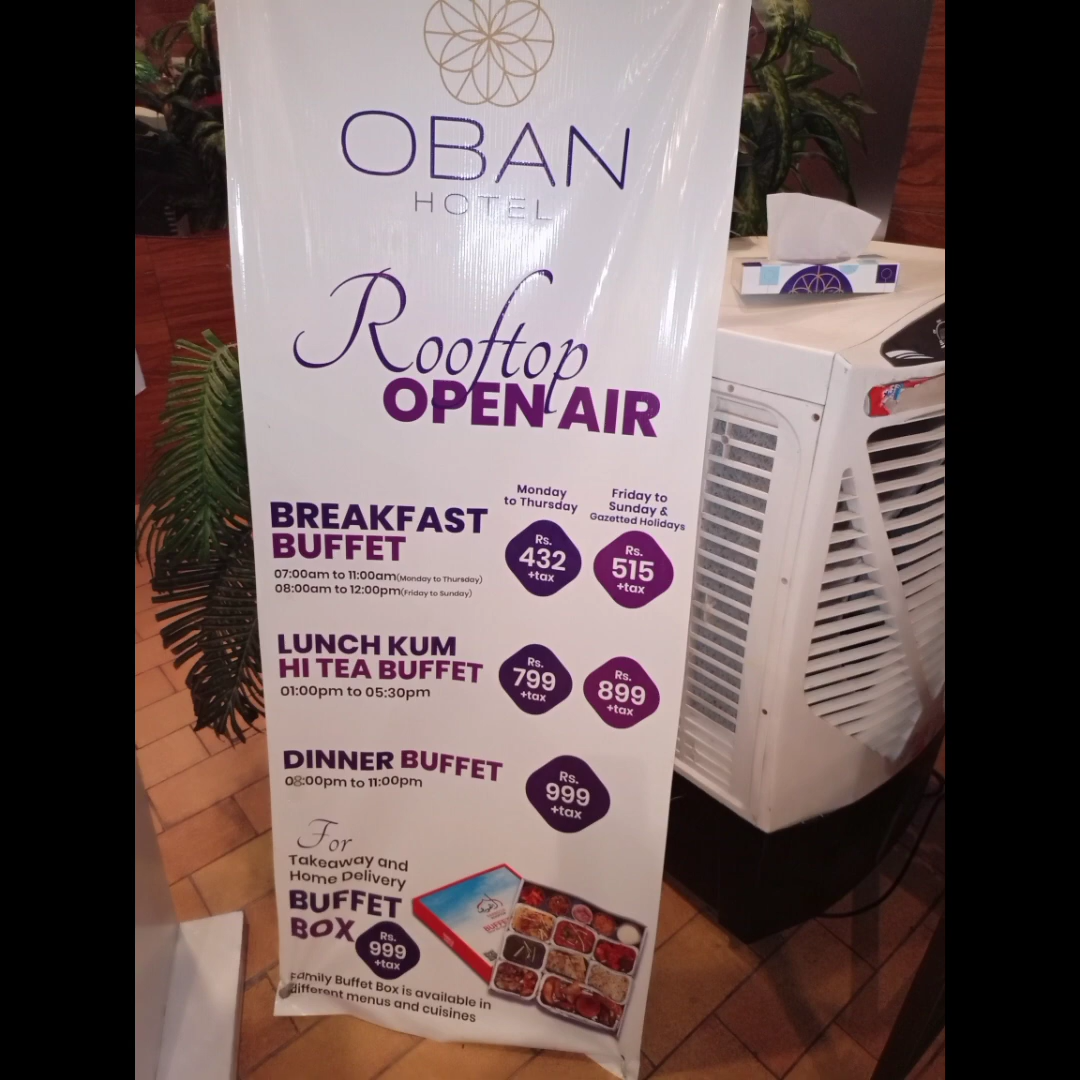 OBAN
HOTEL
Rooftop
OPEN AIR
Monday
to Thursday
Friday to
Sunday &
Gazetted Holidays
BREAKFAST
BUFFET
07:00am to 11:00am(Monday to Thursday)
08:00am to 12:00pm(Friday to Sunday)
Rs.
432
+tax
Rs.
515
+tax
LUNCH KUM
HI TEA BUFFET
01:00pm to 05:30pm
Rs.
799
+tax
Rs.
899
+tax
DINNER BUFFET
08:00pm to 11:00pm
Rs.
999
+tax
For
Takeaway and
Home Delivery
BUFFET
BOX
Rs.
999
+tax
Family Buffet Box is available in
different menus and cuisines